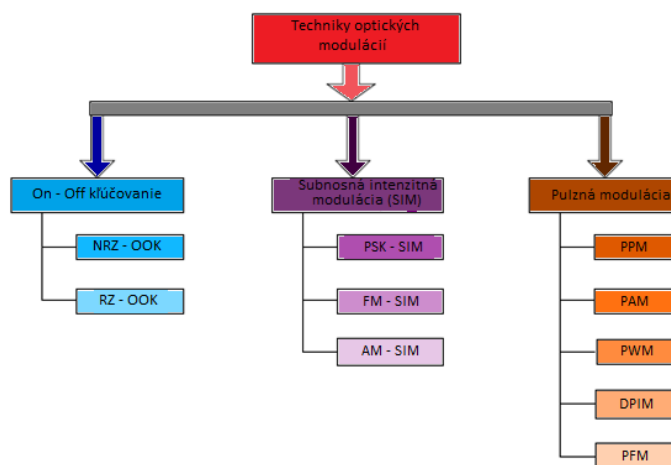 Techniky optických
modulácií
On - Off kľúčovanie
NRZ - OOK
RZ - OOK
Subnosná intenzitná
modulácia (SIM)
PSK - SIM
FM - SIM
AM - SIM
Pulzná modulácia
PPM
PAM
PWM
DPIM
PFM